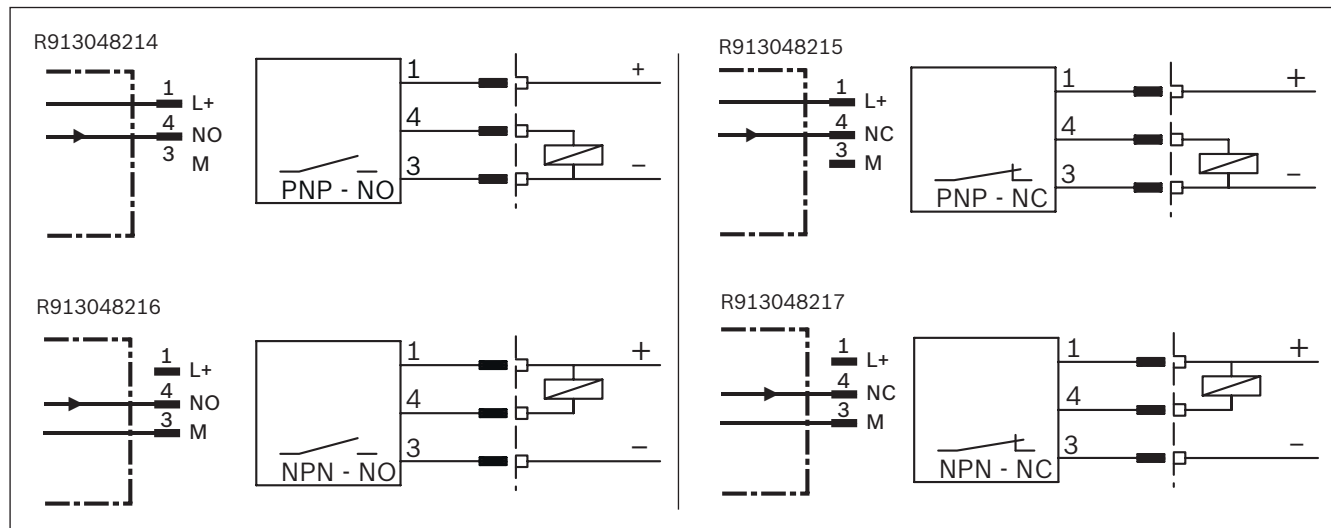 R913048214
1 L+
4 NO
3 M
1 +
4
3 −
PNP - NO
R913048215
1 L+
4 NC
3 M
1 +
4
3 −
PNP - NC
R913048216
1 L+
4 NO
3 M
1 +
4
3 −
NPN - NO
R913048217
1 L+
4 NC
3 M
1 +
4
3 −
NPN - NC